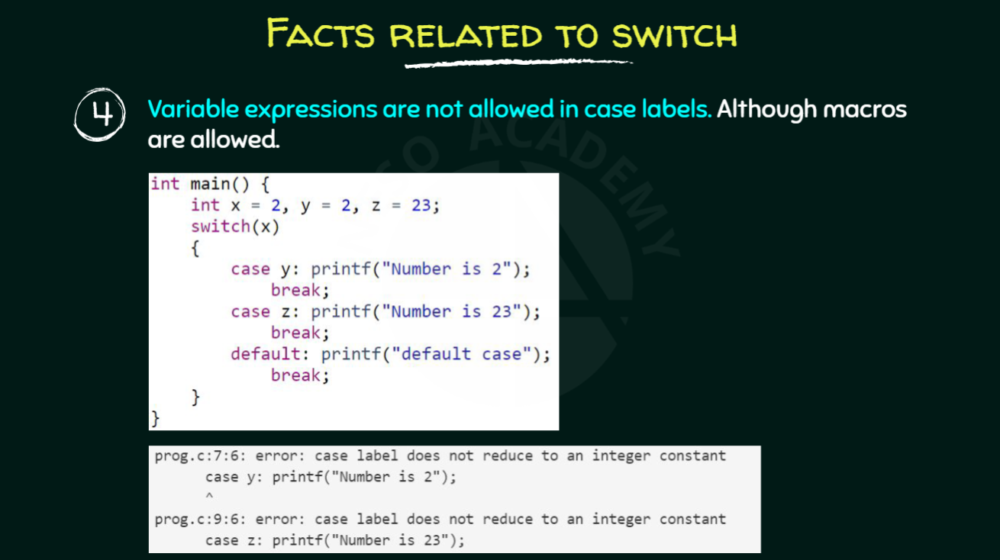 FACTS RELATED TO SWITCH
4
Variable expressions are not allowed in case labels. Although macros
are allowed.
int main() {
    int x = 2, y = 2, z = 23;
    switch(x)
    {
        case y: printf("Number is 2");
            break;
        case z: printf("Number is 23");
            break;
        default: printf("default case");
            break;
    }
}
prog.c:7:6: error: case label does not reduce to an integer constant
      case y: printf("Number is 2");
      ^
prog.c:9:6: error: case label does not reduce to an integer constant
      case z: printf("Number is 23");
ACADEMY